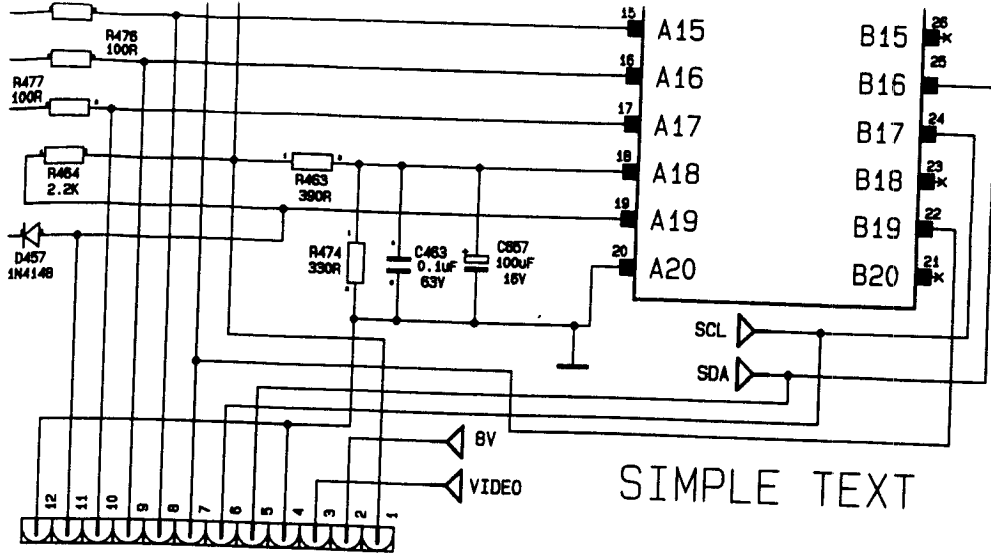 15
A15
B15
26
R476
100R
16
A16
B16
25
R477
100R
17
A17
B17
24
R464
2.2K
R463
390R
18
A18
B18
23
19
A19
B19
22
D457
1N4148
R474
330R
C463
0.1uF
63V
C857
100uF
16V
20
A20
B20
21
SCL
SDA
8V
VIDEO
SIMPLE TEXT
12
11
10
9
8
7
6
5
4
3
2
1